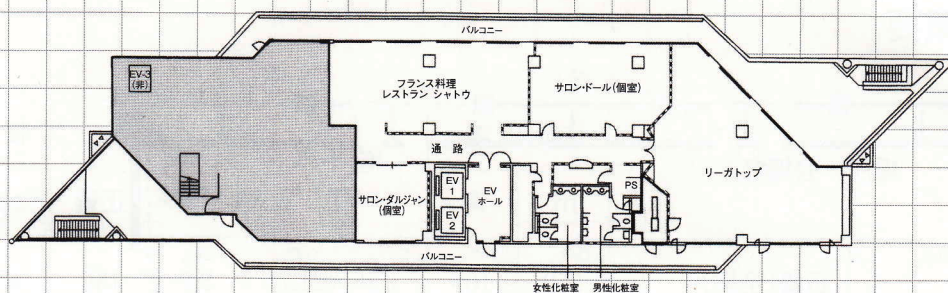 バルコニー
EV-3
(非)
フランス料理
レストラン シャトウ
サロン・ドール(個室)
通 路
リーガトップ
サロン・ダルジャン
(個室)
EV
1
EV
2
EV
ホール
PS
バルコニー
女性化粧室
男性化粧室